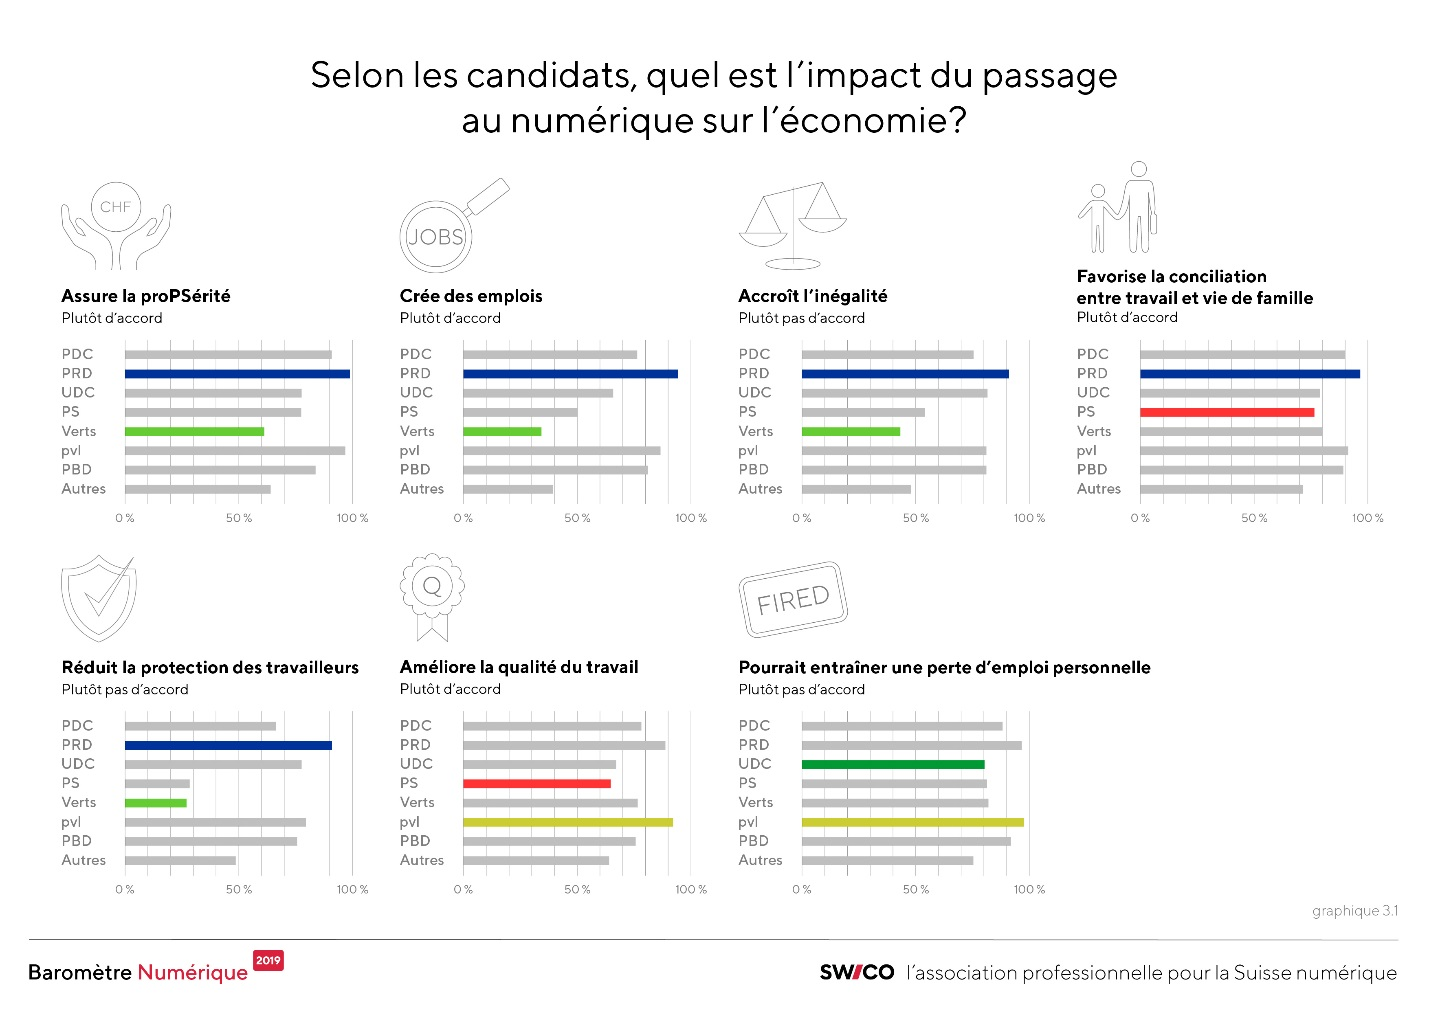 Selon les candidats, quel est l'impact du passage
au numérique sur l'économie?
CHF
Assure la proPSérité
Plutôt d'accord
PDC
PRD
UDC
PS
Verts
pvl
PBD
Autres
0 % 50 % 100 %
JOBS
Crée des emplois
Plutôt d'accord
PDC
PRD
UDC
PS
Verts
pvl
PBD
Autres
0 % 50 % 100 %
Accroît l'inégalité
Plutôt pas d'accord
PDC
PRD
UDC
PS
Verts
pvl
PBD
Autres
0 % 50 % 100 %
Favorise la conciliation
entre travail et vie de famille
Plutôt d'accord
PDC
PRD
UDC
PS
Verts
pvl
PBD
Autres
0 % 50 % 100 %
Réduit la protection des travailleurs
Plutôt pas d'accord
PDC
PRD
UDC
PS
Verts
pvl
PBD
Autres
0 % 50 % 100 %
Q
Améliore la qualité du travail
Plutôt d'accord
PDC
PRD
UDC
PS
Verts
pvl
PBD
Autres
0 % 50 % 100 %
FIRED
Pourrait entraîner une perte d'emploi personnelle
Plutôt pas d'accord
PDC
PRD
UDC
PS
Verts
pvl
PBD
Autres
0 % 50 % 100 %
graphique 3.1
Baromètre Numérique 2019
SWICO l'association professionnelle pour la Suisse numérique